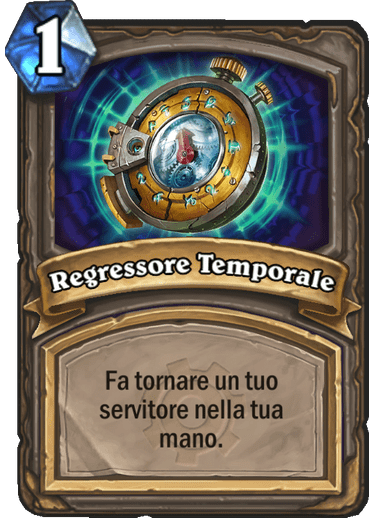 1
Regressore Temporale
Fa tornare un tuo
servitore nella tua
mano.